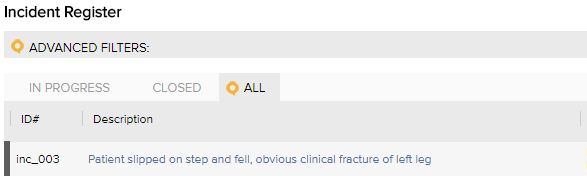 Incident Register
ADVANCED FILTERS:
IN PROGRESS CLOSED ALL
ID# Description
inc_003 Patient slipped on step and fell, obvious clinical fracture of left leg